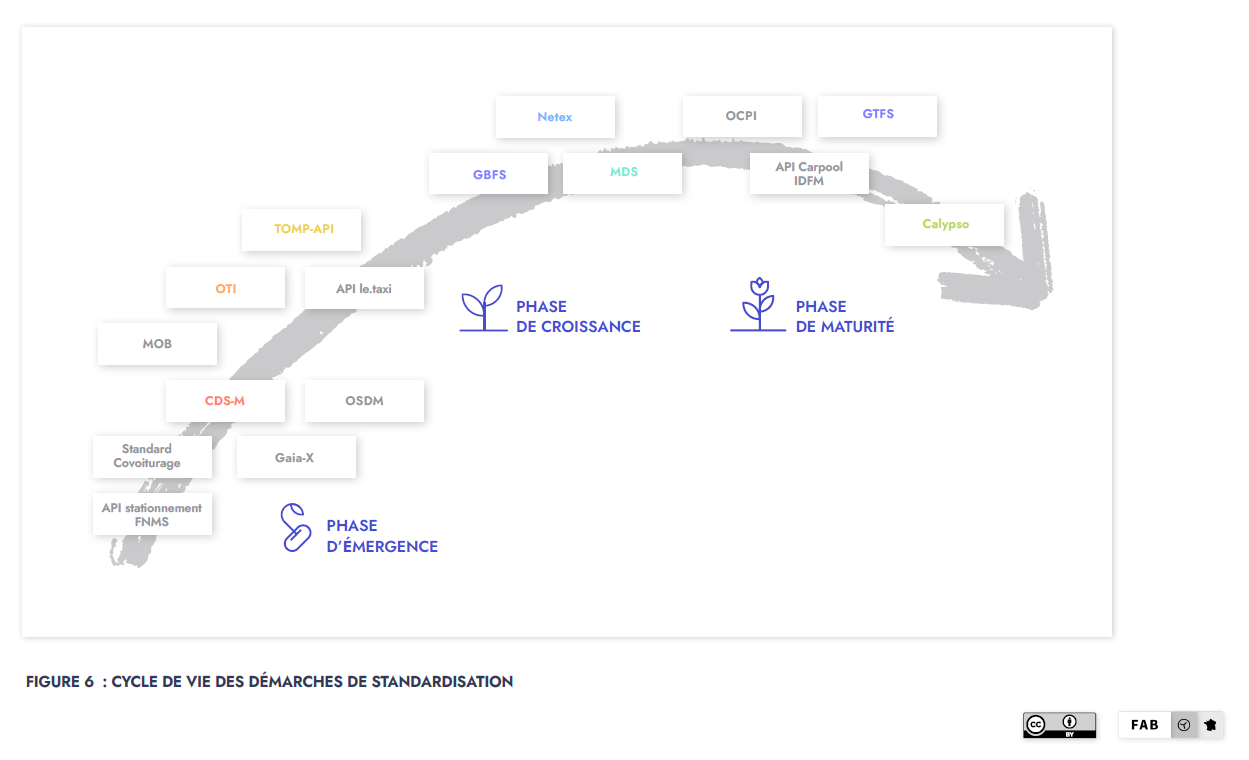 Netex
OCPI
GTFS
GBFS
MDS
API Carpool
IDFM
TOMP-API
Calypso
OTI
API le.taxi
PHASE
DE CROISSANCE
PHASE
DE MATURITÉ
MOB
CDS-M
OSDM
Standard
Covoiturage
Gaia-X
API stationnement
FNMS
PHASE
D'ÉMERGENCE
FIGURE 6 : CYCLE DE VIE DES DÉMARCHES DE STANDARDISATION
cc
BY
FAB